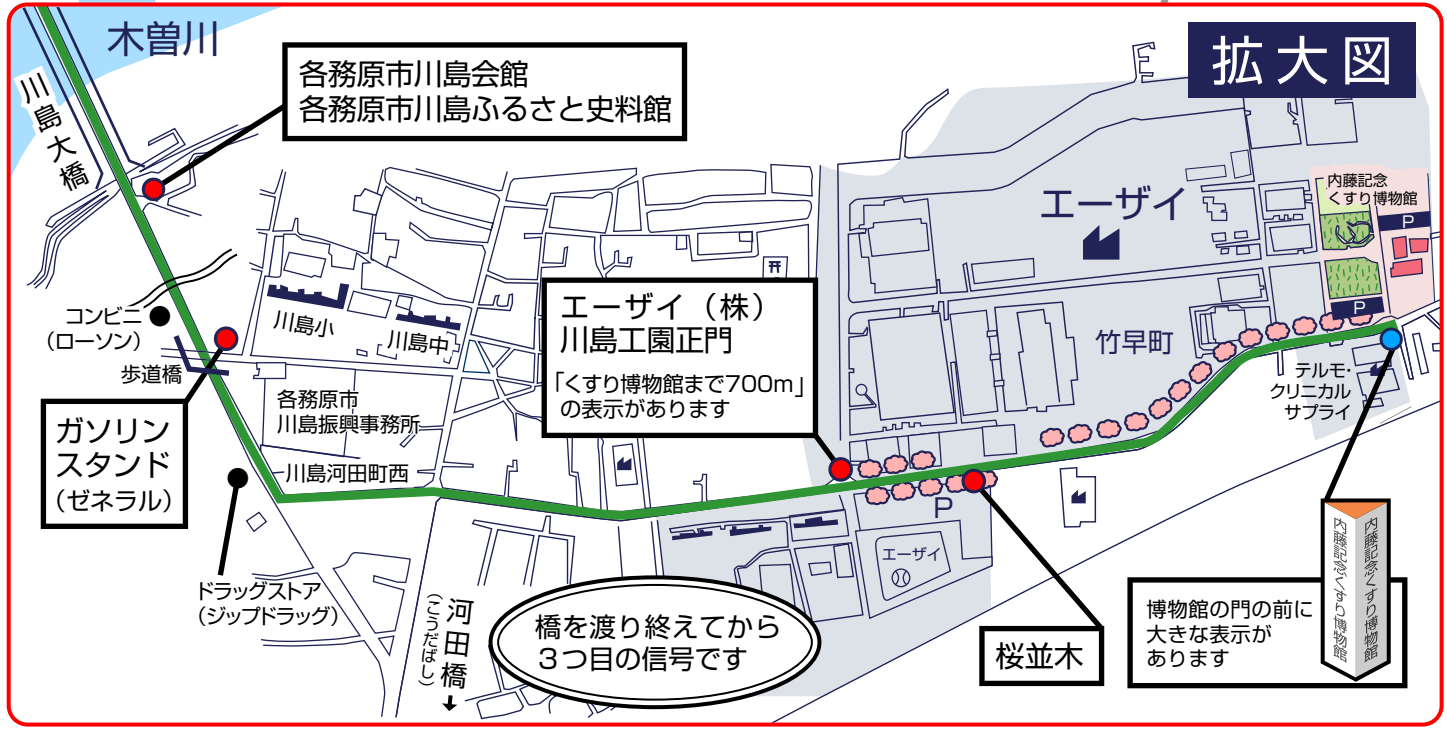 拡大図
木曽川
川島大橋
各務原市川島会館
各務原市川島ふるさと史料館
エーザイ
内藤記念
くすり博物館
P
P
コンビニ
（ローソン）
歩道橋
川島小
川島中
各務原市
川島振興事務所
ガソリン
スタンド
（ゼネラル）
川島河田町西
エーザイ（株）
川島工園正門
「くすり博物館まで700m」
の表示があります
竹早町
テルモ・
クリニカル
サプライ
P
エーザイ
ドラッグストア
（ジップドラッグ）
河田橋
（こうだばし）
橋を渡り終えてから
３つ目の信号です
桜並木
博物館の門の前に
大きな表示が
あります
内藤記念くすり博物館
内藤記念くすり博物館